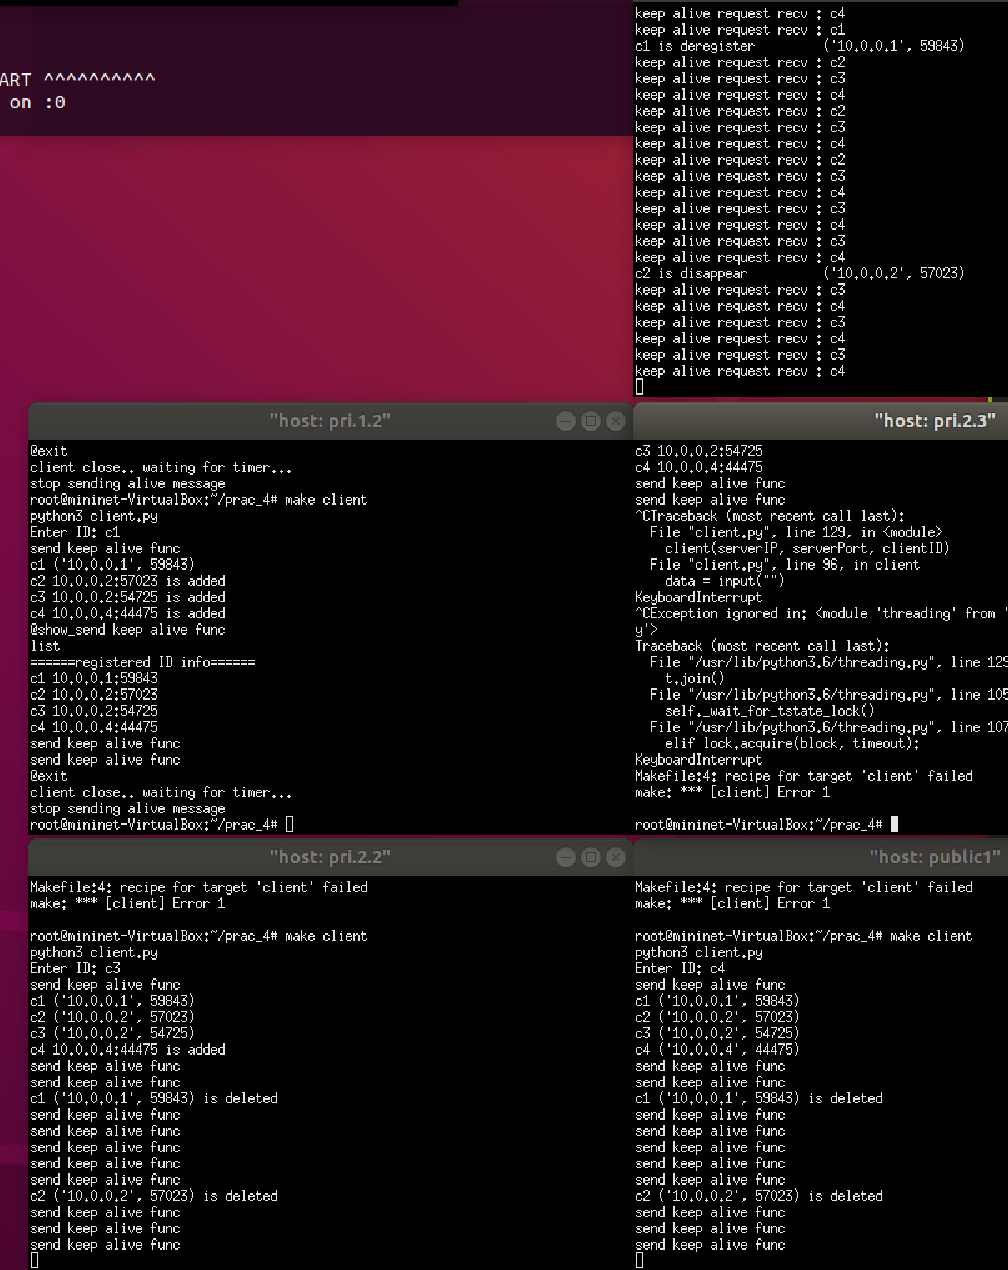 ART ^^^^^^^^^^
on :0
keep alive request recv : c4
keep alive request recv : c1
c1 is deregister         ('10.0.0.1', 59843)
keep alive request recv : c2
keep alive request recv : c3
keep alive request recv : c4
keep alive request recv : c2
keep alive request recv : c3
keep alive request recv : c4
keep alive request recv : c2
keep alive request recv : c3
keep alive request recv : c4
keep alive request recv : c3
keep alive request recv : c4
keep alive request recv : c3
keep alive request recv : c4
c2 is disappear          ('10.0.0.2', 57023)
keep alive request recv : c3
keep alive request recv : c4
keep alive request recv : c3
keep alive request recv : c4
keep alive request recv : c3
keep alive request recv : c4
"host: pri.1.2"
@exit
client close.. waiting for timer...
stop sending alive message
root@mininet-VirtualBox:~/prac_4# make client
python3 client.py
Enter ID: c1
send keep alive func
c1 ('10.0.0.1', 59843)
c2 10.0.0.2:57023 is added
c3 10.0.0.2:54725 is added
c4 10.0.0.4:44475 is added
@show_send keep alive func
list
======registered ID info======
c1 10.0.0.1:59843
c2 10.0.0.2:57023
c3 10.0.0.2:54725
c4 10.0.0.4:44475
send keep alive func
send keep alive func
@exit
client close.. waiting for timer...
stop sending alive message
root@mininet-VirtualBox:~/prac_4#
"host: pri.2.3"
c3 10.0.0.2:54725
c4 10.0.0.4:44475
send keep alive func
send keep alive func
^CTraceback (most recent call last):
  File "client.py", line 129, in <module>
    client(serverIP, serverPort, clientID)
  File "client.py", line 96, in client
    data = input("")
KeyboardInterrupt
^CException ignored in: <module 'threading' from '
y'>
Traceback (most recent call last):
  File "/usr/lib/python3.6/threading.py", line 129
    t.join()
  File "/usr/lib/python3.6/threading.py", line 105
    self._wait_for_tstate_lock()
  File "/usr/lib/python3.6/threading.py", line 107
    elif lock.acquire(block, timeout):
KeyboardInterrupt
Makefile:4: recipe for target 'client' failed
make: *** [client] Error 1
root@mininet-VirtualBox:~/prac_4#
"host: pri.2.2"
Makefile:4: recipe for target 'client' failed
make: *** [client] Error 1
root@mininet-VirtualBox:~/prac_4# make client
python3 client.py
Enter ID: c3
send keep alive func
c1 ('10.0.0.1', 59843)
c2 ('10.0.0.2', 57023)
c3 ('10.0.0.2', 54725)
c4 10.0.0.4:44475 is added
send keep alive func
send keep alive func
c1 ('10.0.0.1', 59843) is deleted
send keep alive func
send keep alive func
send keep alive func
send keep alive func
send keep alive func
c2 ('10.0.0.2', 57023) is deleted
send keep alive func
send keep alive func
send keep alive func
"host: public1"
Makefile:4: recipe for target 'client' failed
make: *** [client] Error 1
root@mininet-VirtualBox:~/prac_4# make client
python3 client.py
Enter ID: c4
send keep alive func
c1 ('10.0.0.1', 59843)
c2 ('10.0.0.2', 57023)
c3 ('10.0.0.2', 54725)
c4 ('10.0.0.4', 44475)
send keep alive func
send keep alive func
c1 ('10.0.0.1', 59843) is deleted
send keep alive func
send keep alive func
send keep alive func
send keep alive func
send keep alive func
c2 ('10.0.0.2', 57023) is deleted
send keep alive func
send keep alive func
send keep alive func